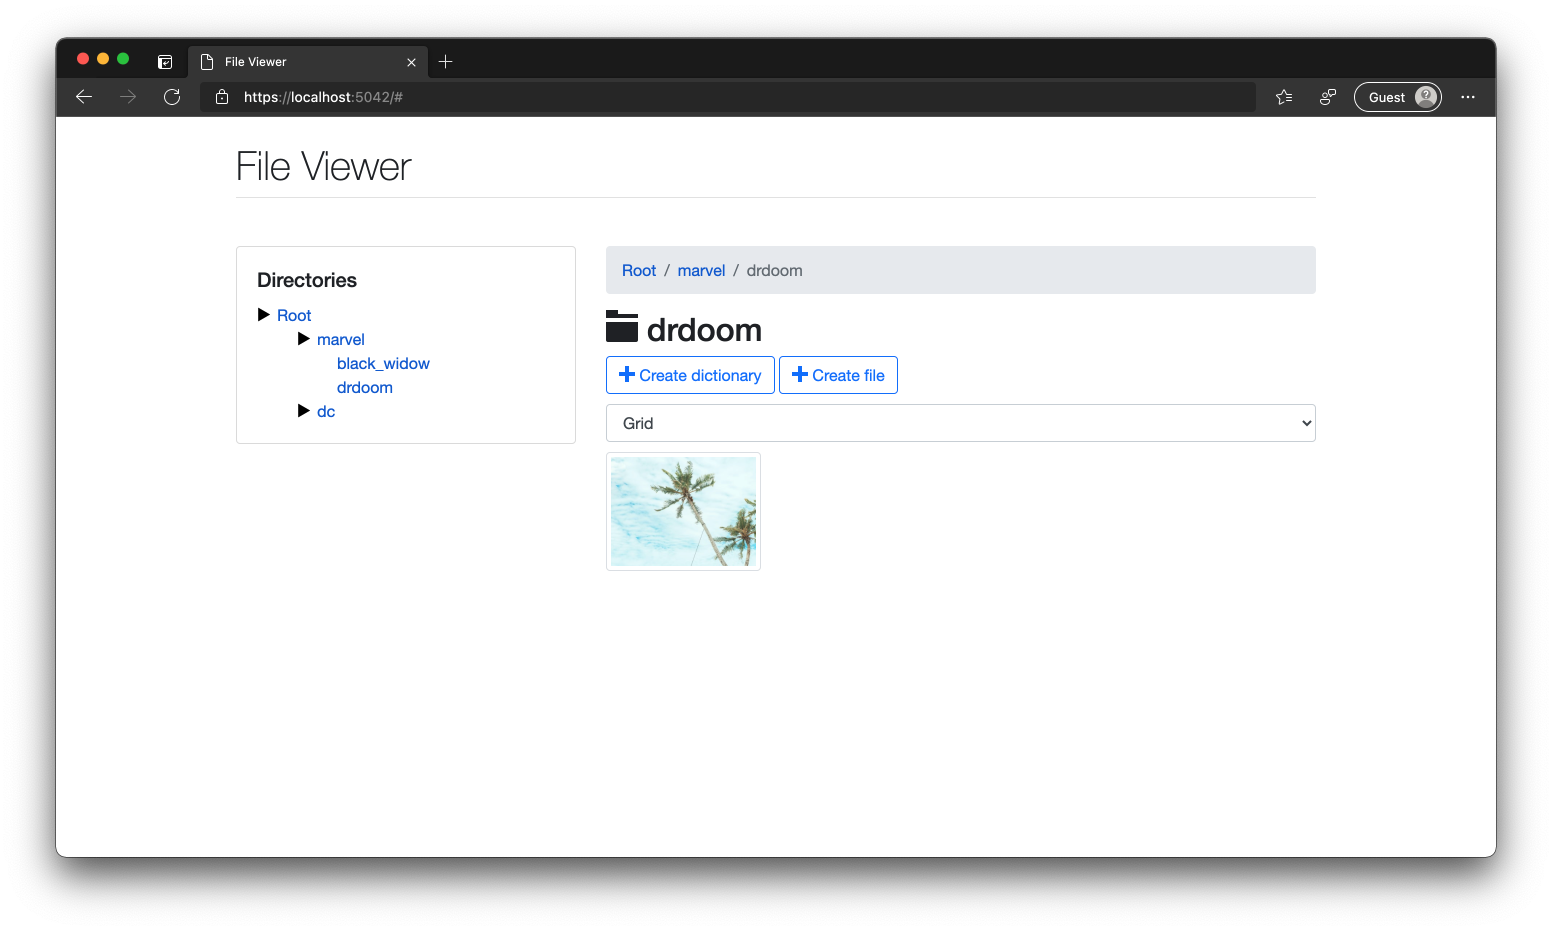 File Viewer
https://localhost:5042/#
Guest
File Viewer
Directories
Root
marvel
black_widow
drdoom
dc
Root / marvel / drdoom
drdoom
Create dictionary
Create file
Grid